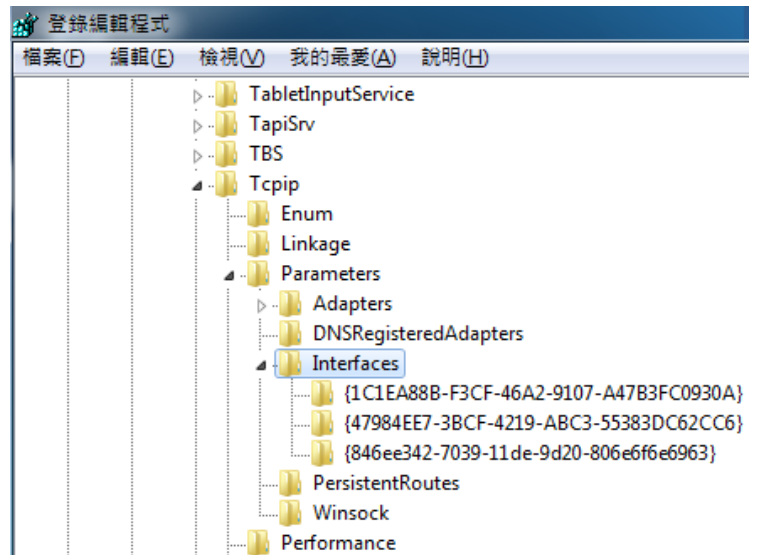 登錄編輯程式
檔案(F) 編輯(E) 檢視(V) 我的最愛(A) 說明(H)
TabletInputService
TapiSrv
TBS
Tcpip
Enum
Linkage
Parameters
Adapters
DNSRegisteredAdapters
Interfaces
{1C1EA88B-F3CF-46A2-9107-A47B3FC0930A}
{47984EE7-3BCF-4219-ABC3-55383DC62CC6}
{846ee342-7039-11de-9d20-806e6f6e6963}
PersistentRoutes
Winsock
Performance